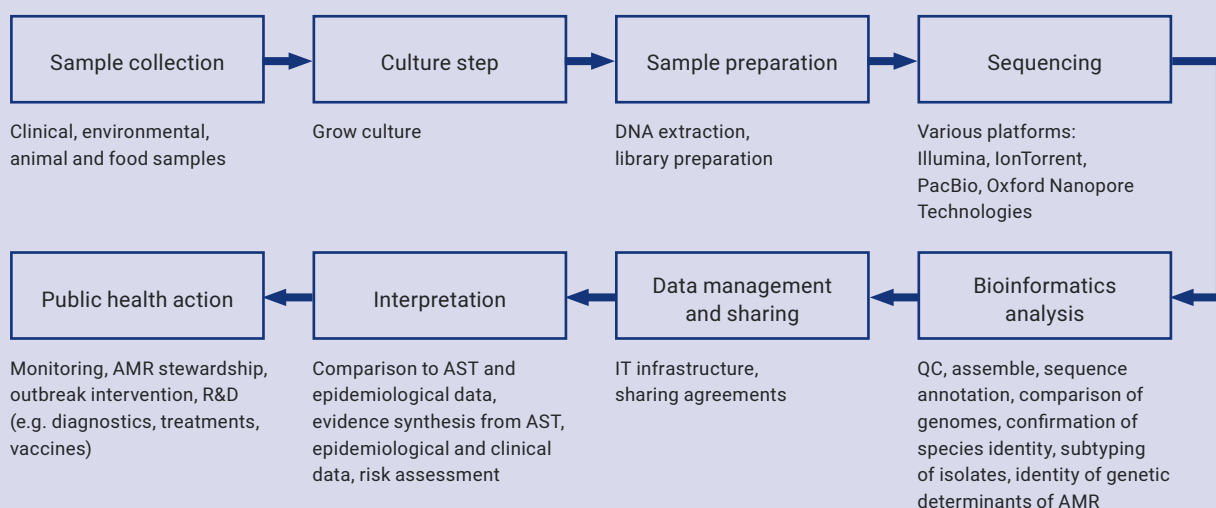 Sample collection
Clinical, environmental,
animal and food samples
Culture step
Grow culture
Sample preparation
DNA extraction,
library preparation
Sequencing
Various platforms:
Illumina, IonTorrent,
PacBio, Oxford Nanopore
Technologies
Bioinformatics
analysis
QC, assemble, sequence
annotation, comparison of
genomes, confirmation of
species identity, subtyping
of isolates, identity of genetic
determinants of AMR
Data management
and sharing
IT infrastructure,
sharing agreements
Interpretation
Comparison to AST and
epidemiological data,
evidence synthesis from AST,
epidemiological and clinical
data, risk assessment
Public health action
Monitoring, AMR stewardship,
outbreak intervention, R&D
(e.g. diagnostics, treatments,
vaccines)